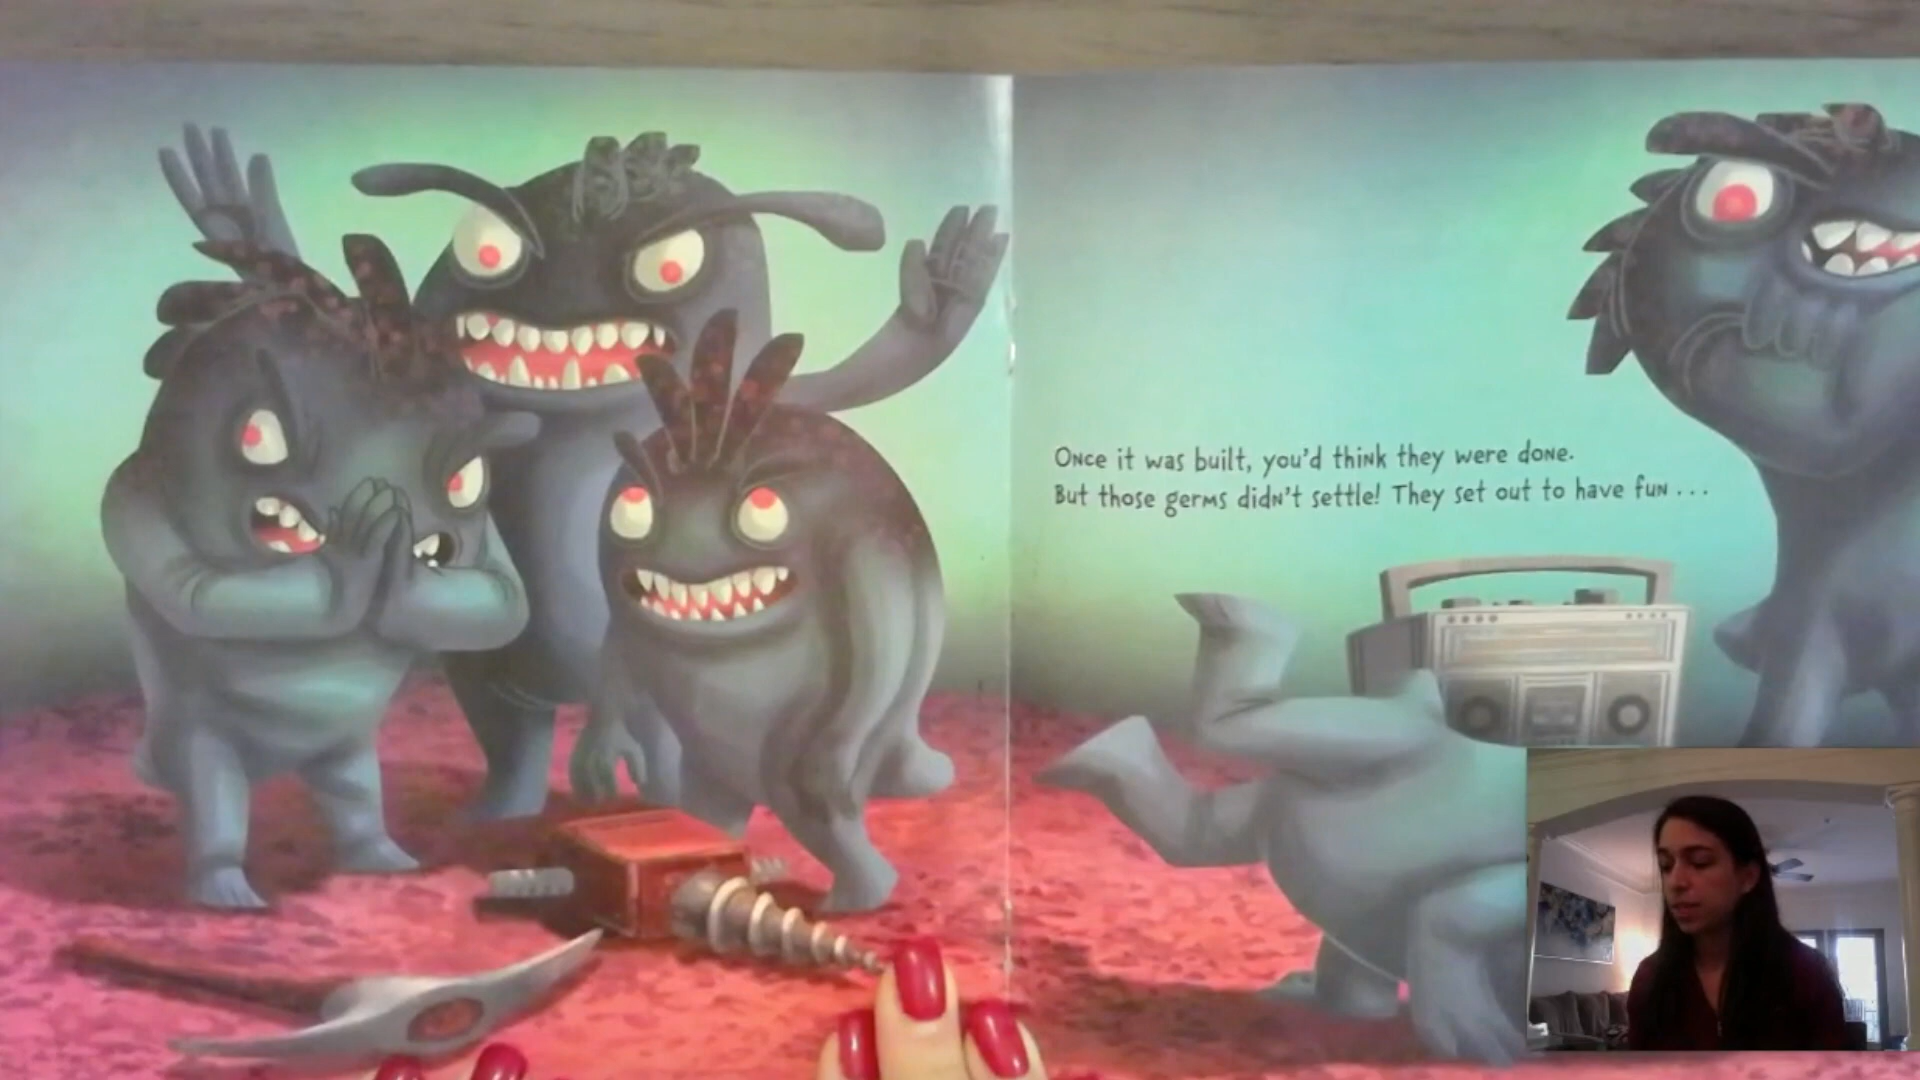 Once it was built, you'd think they were done.
But those germs didn't settle! They set out to have fun . . .